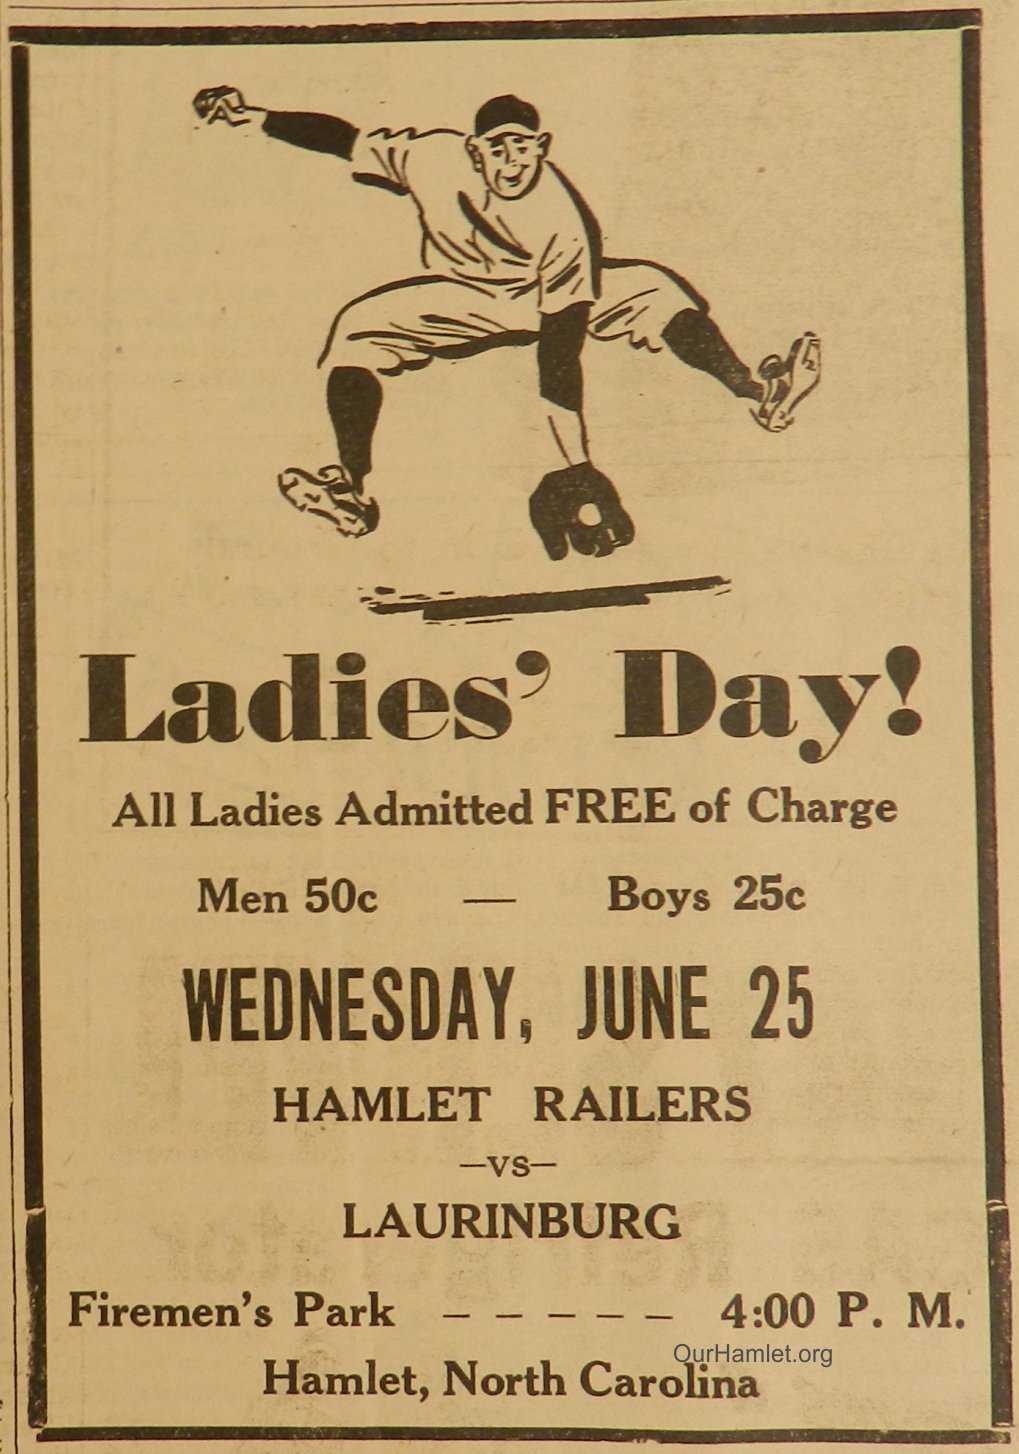 Ladies' Day!
All Ladies Admitted FREE of Charge
Men 50c — Boys 25c
WEDNESDAY, JUNE 25
HAMLET RAILERS
—VS—
LAURINBURG
Firemen's Park – – – – – 4:00 P. M.
OurHamlet.org
Hamlet, North Carolina